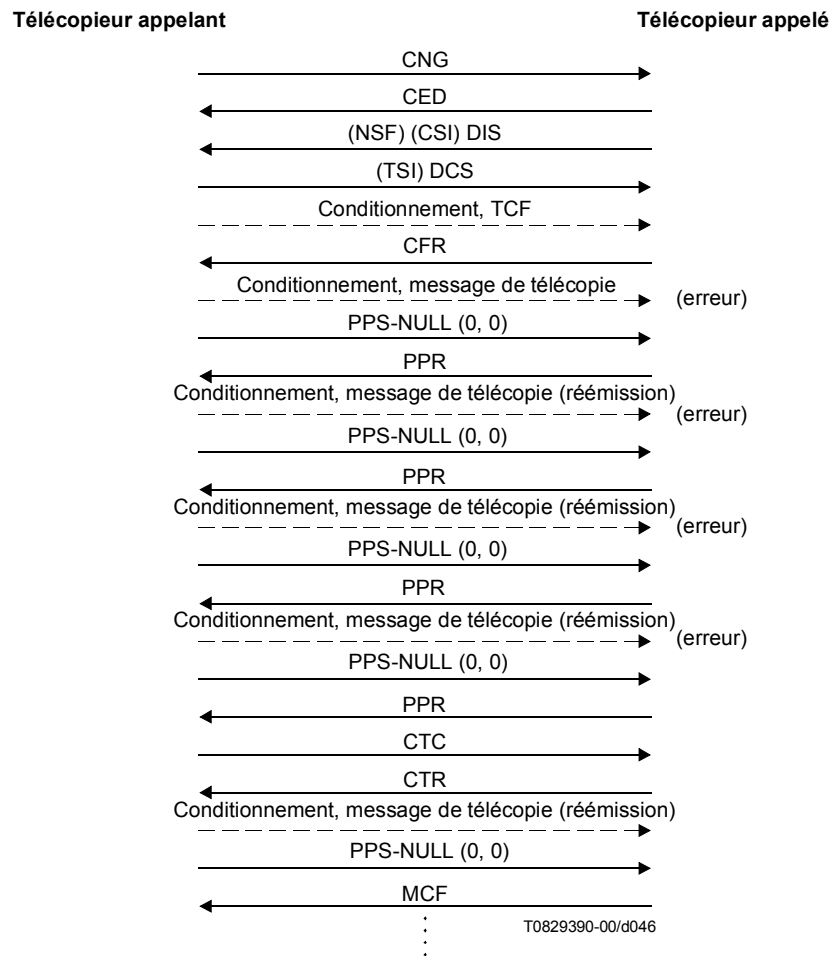 Télécopieur appelant Télécopieur appelé
CNG
CED
(NSF) (CSI) DIS
(TSI) DCS
Conditionnement, TCF
CFR
Conditionnement, message de télécopie (erreur)
PPS-NULL (0, 0)
PPR
Conditionnement, message de télécopie (réémission) (erreur)
PPS-NULL (0, 0)
PPR
Conditionnement, message de télécopie (réémission) (erreur)
PPS-NULL (0, 0)
PPR
Conditionnement, message de télécopie (réémission) (erreur)
PPS-NULL (0, 0)
PPR
CTC
CTR
Conditionnement, message de télécopie (réémission)
PPS-NULL (0, 0)
MCF
T0829390-00/d046